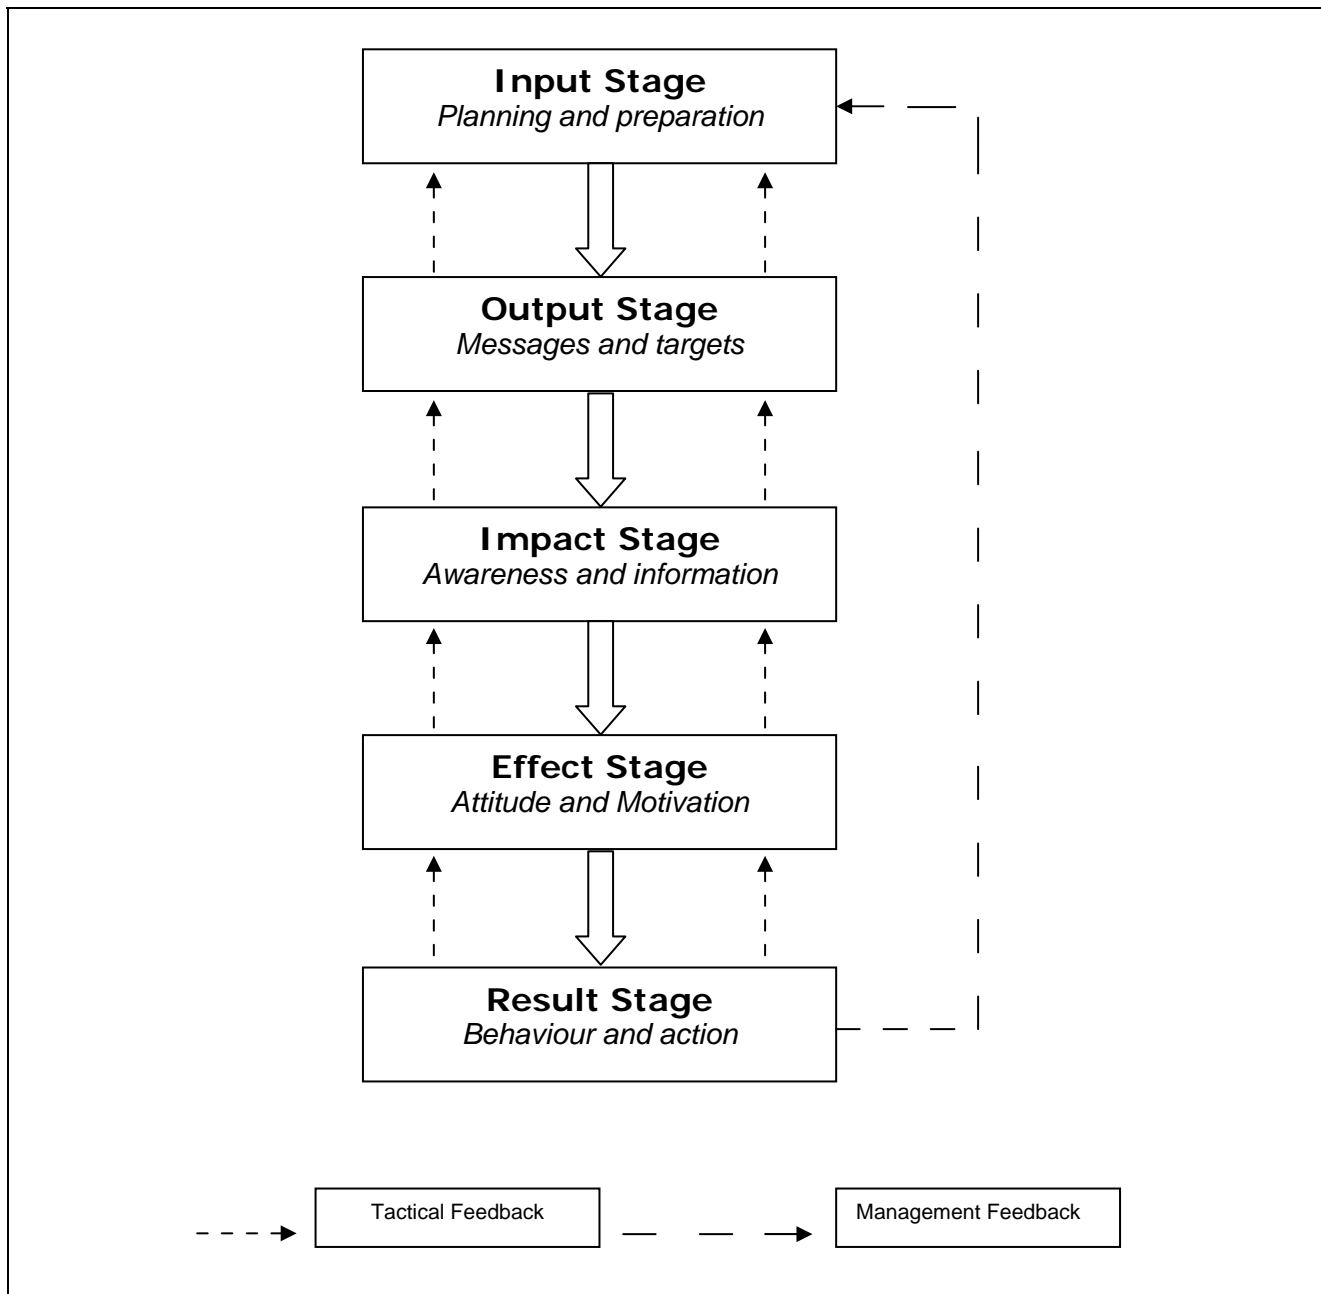 Input Stage
Planning and preparation
Output Stage
Messages and targets
Impact Stage
Awareness and information
Effect Stage
Attitude and Motivation
Result Stage
Behaviour and action
Tactical Feedback
Management Feedback